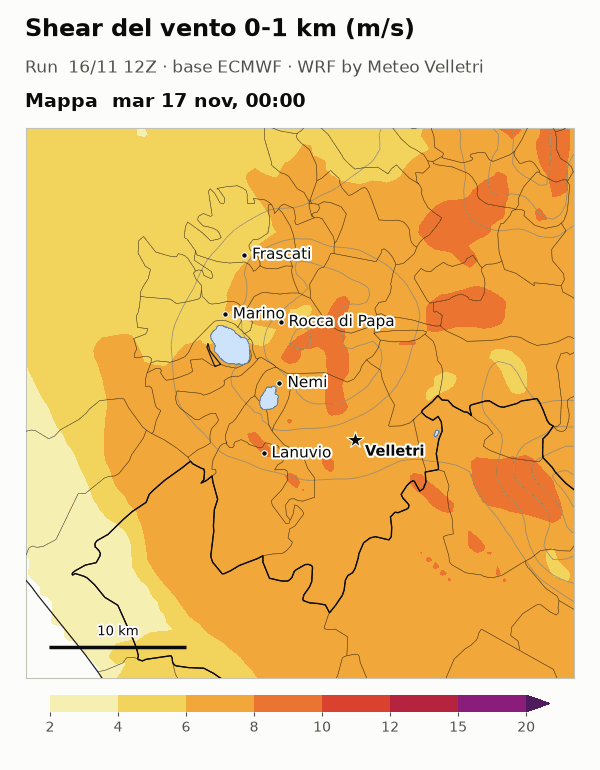 Shear del vento 0-1 km (m/s)
Run  16/11 12Z · base ECMWF · WRF by Meteo Velletri
Mappa  mar 17 nov, 00:00
Frascati
Marino
Rocca di Papa
Nemi
Velletri
Lanuvio
10 km
2 4 6 8 10 12 15 20